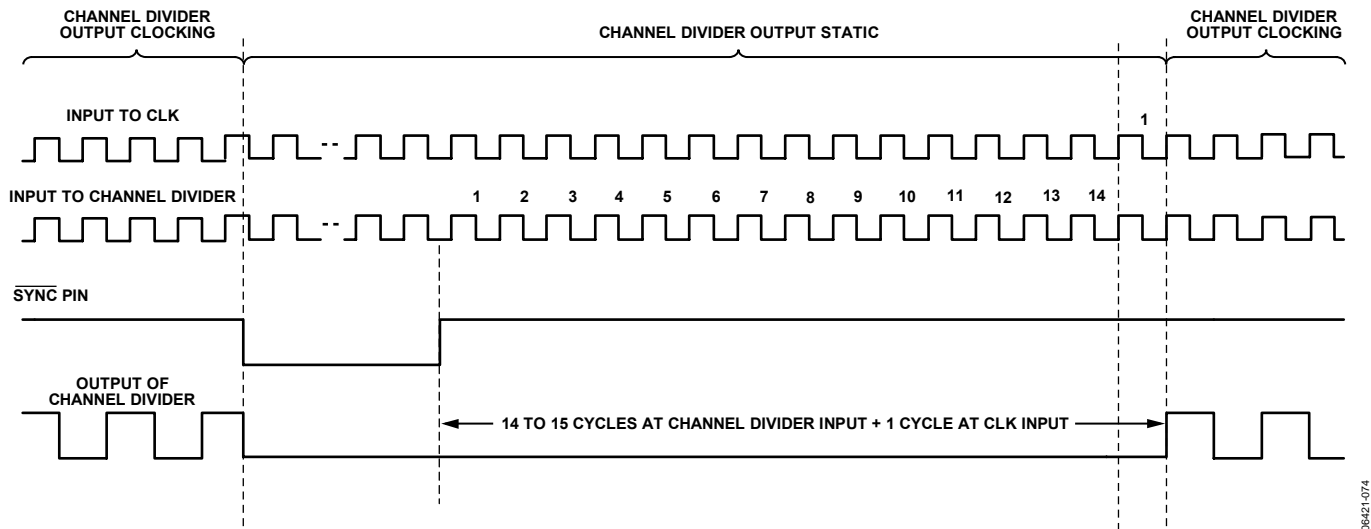 CHANNEL DIVIDER
OUTPUT CLOCKING
CHANNEL DIVIDER OUTPUT STATIC
CHANNEL DIVIDER
OUTPUT CLOCKING
INPUT TO CLK
1
INPUT TO CHANNEL DIVIDER
1 2 3 4 5 6 7 8 9 10 11 12 13 14
SYNC PIN
OUTPUT OF
CHANNEL DIVIDER
14 TO 15 CYCLES AT CHANNEL DIVIDER INPUT + 1 CYCLE AT CLK INPUT
06421-074